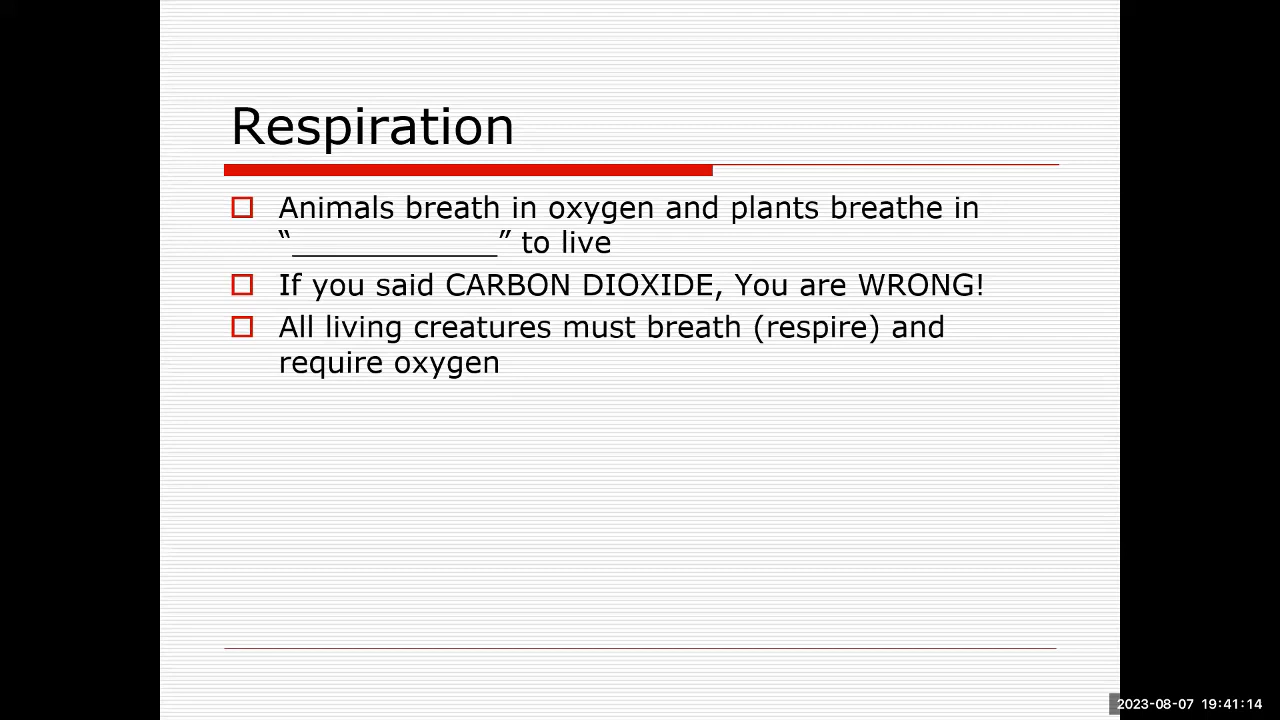 Respiration
Animals breath in oxygen and plants breathe in
“_____________” to live
If you said CARBON DIOXIDE, You are WRONG!
All living creatures must breath (respire) and
require oxygen
2023-08-07 19:41:14